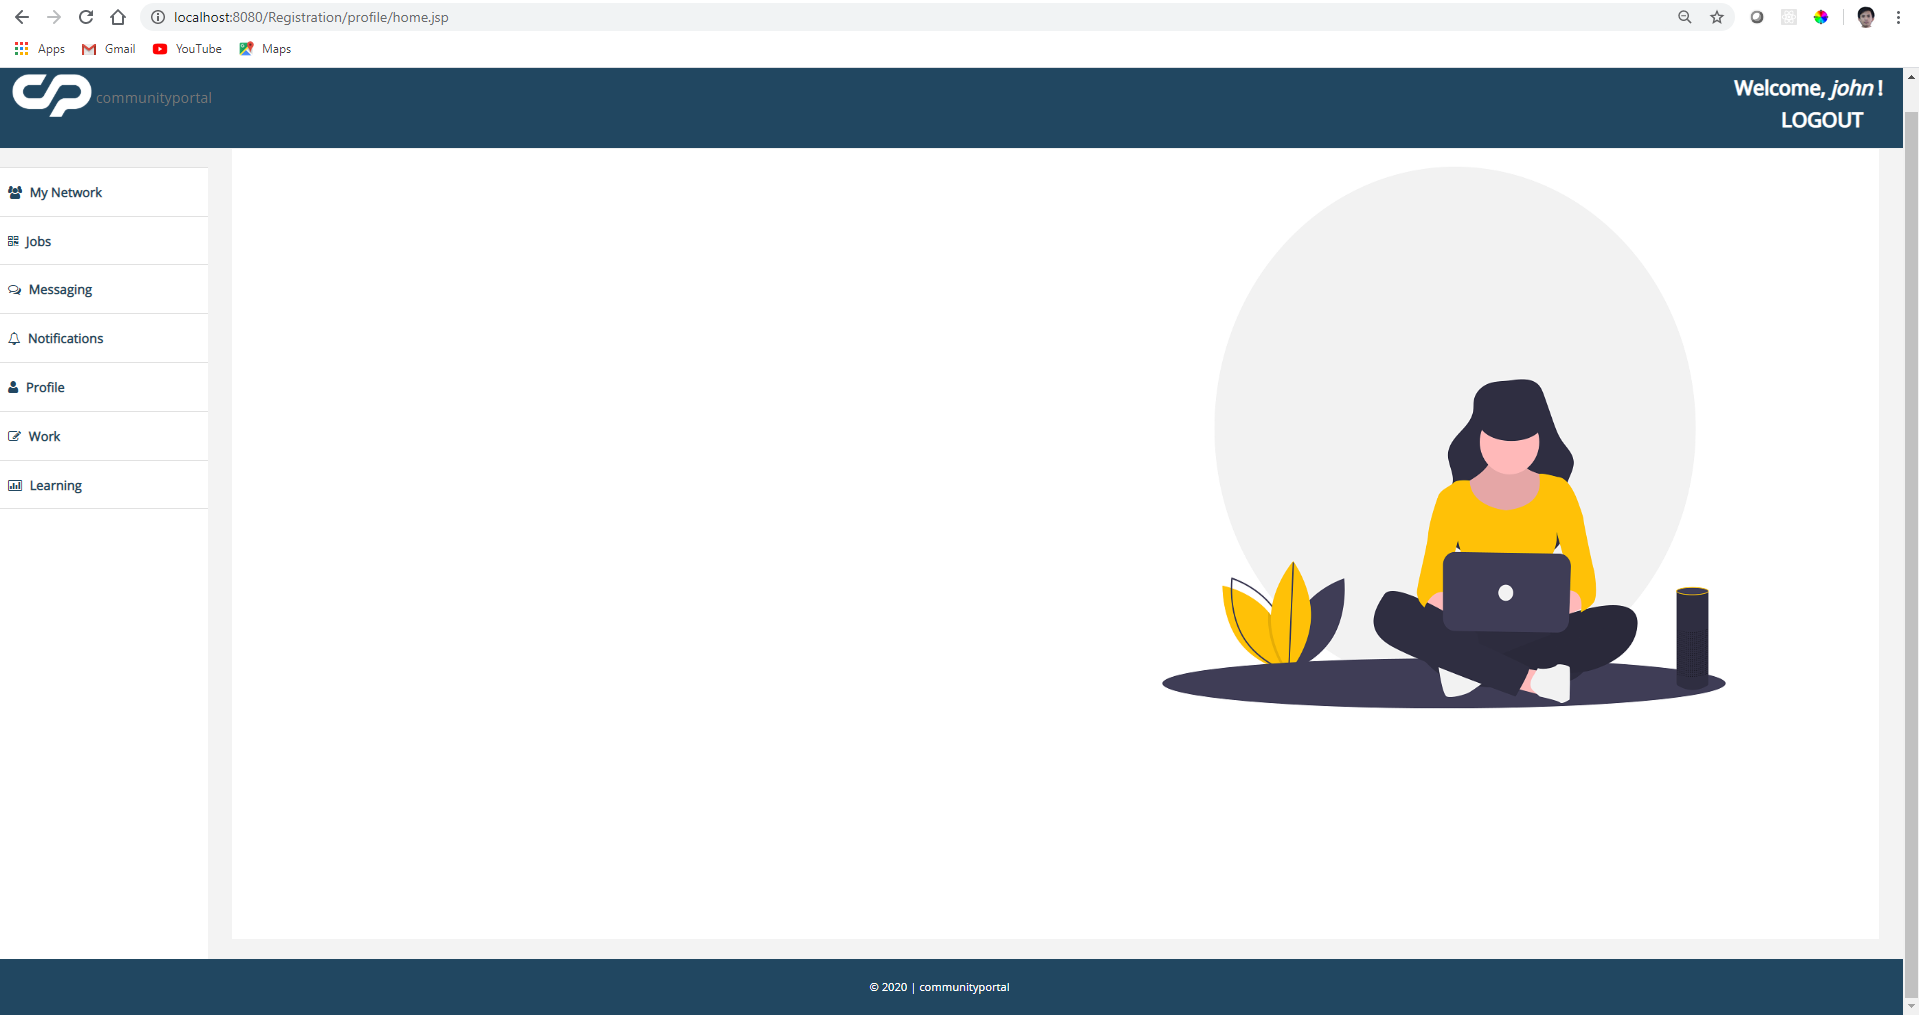 localhost:8080/Registration/profile/home.jsp
Apps Gmail YouTube Maps
cp communityportal
Welcome, john !
LOGOUT
My Network
Jobs
Messaging
Notifications
Profile
Work
Learning
© 2020 | communityportal